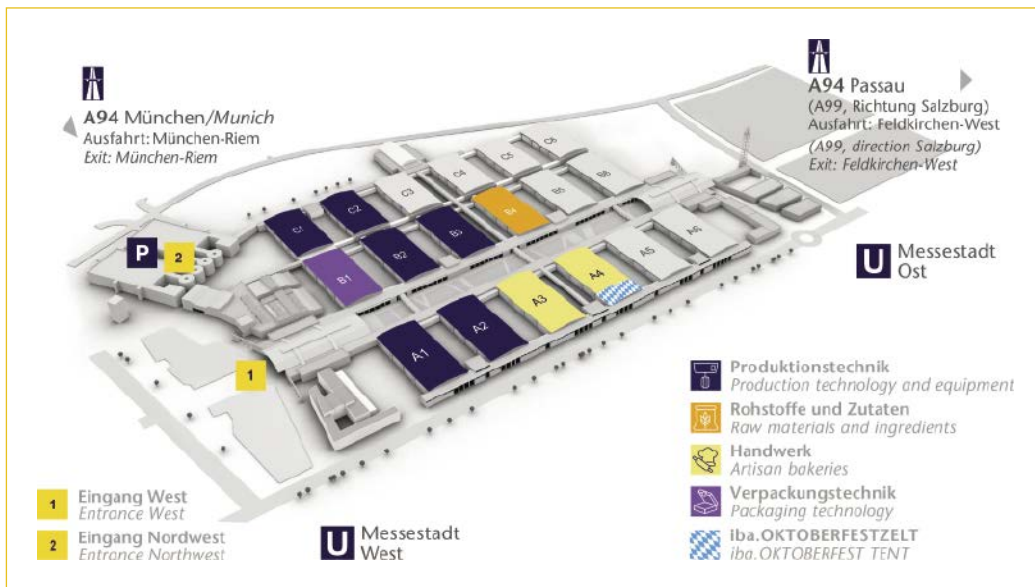 A94 München/Munich
Ausfahrt: München-Riem
Exit: München-Riem
A94 Passau
(A99, Richtung Salzburg)
Ausfahrt: Feldkirchen-West
(A99, direction Salzburg)
Exit: Feldkirchen-West
C1
C2
C3
C4
C5
C6
P
2
B1
B2
B3
B4
B5
B6
A1
A2
A3
A4
A5
A6
1
U Messestadt
Ost
Produktionstechnik
Production technology and equipment
Rohstoffe und Zutaten
Raw materials and ingredients
Handwerk
Artisan bakeries
Verpackungstechnik
Packaging technology
iba.OKTOBERFESTZELT
iba.OKTOBERFEST TENT
1 Eingang West
Entrance West
2 Eingang Nordwest
Entrance Northwest
U Messestadt
West